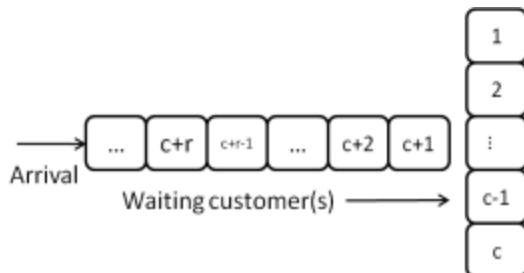 1
2
... c+r c+r-1 ... c+2 c+1 ⋮
Arrival
Waiting customer(s) c-1
c